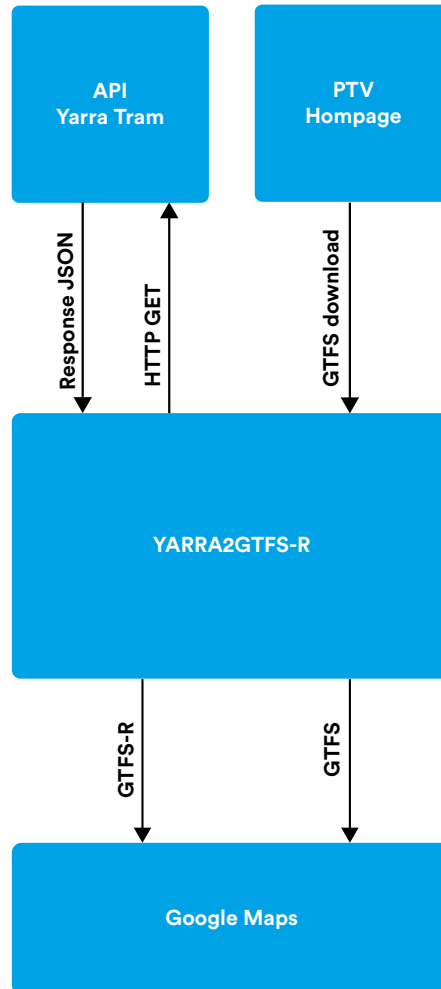 API
Yarra Tram
PTV
Hompage
Response JSON
HTTP GET
GTFS download
YARRA2GTFS-R
GTFS-R
GTFS
Google Maps